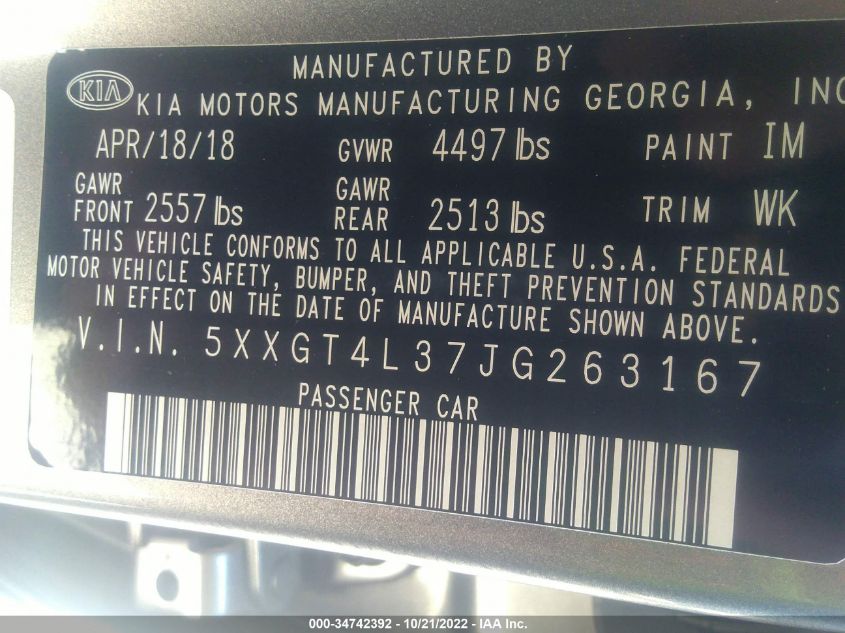 MANUFACTURED BY
KIA KIA MOTORS MANUFACTURING GEORGIA, INC
APR/18/18 GVWR 4497 lbs PAINT IM
GAWR FRONT 2557 lbs GAWR REAR 2513 lbs TRIM WK
THIS VEHICLE CONFORMS TO ALL APPLICABLE U.S.A. FEDERAL
MOTOR VEHICLE SAFETY, BUMPER, AND THEFT PREVENTION STANDARDS
IN EFFECT ON THE DATE OF MANUFACTURE SHOWN ABOVE.
V.I.N. 5XXGT4L37JG263167
PASSENGER CAR
000-34742392 - 10/21/2022 - IAA Inc.